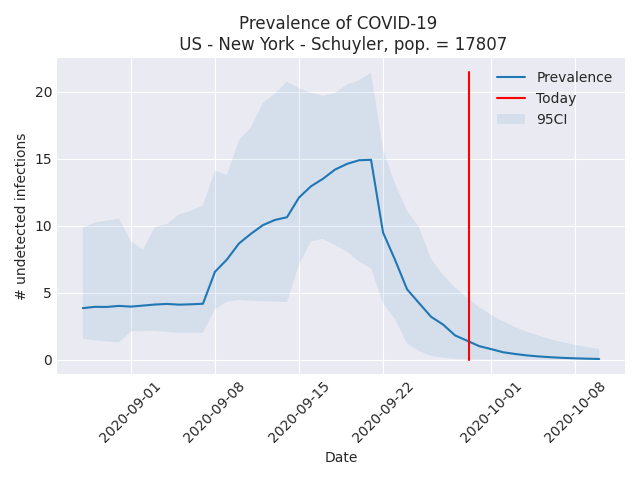 Prevalence of COVID-19
US - New York - Schuyler, pop. = 17807
# undetected infections
20
15
10
5
0
Prevalence
Today
95CI
2020-09-01
2020-09-08
2020-09-15
2020-09-22
2020-10-01
2020-10-08
Date